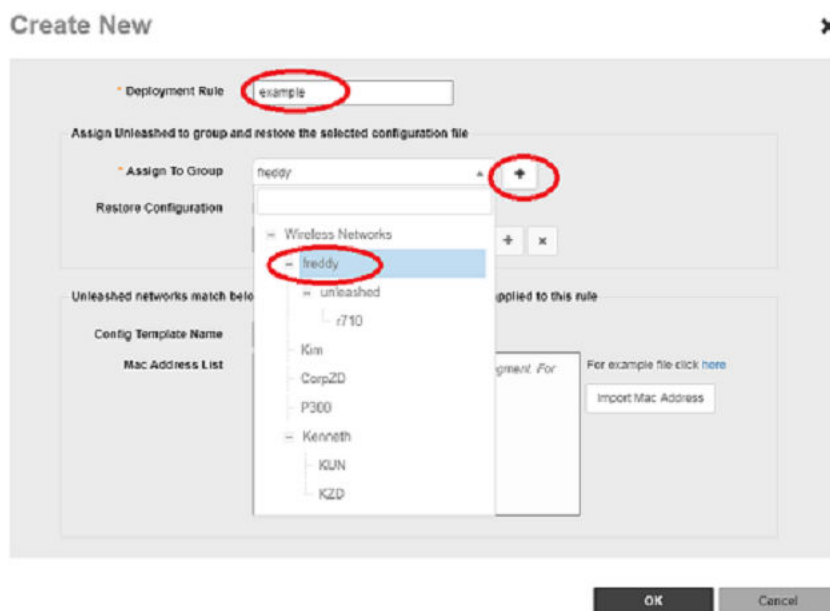 Create New
* Deployment Rule
example
Assign Unleashed to group and restore the selected configuration file
* Assign To Group
freddy
Restore Configuration
Wireless Networks
freddy
unleashed
r710
Kim
CorpZD
P300
Kenneth
KUN
KZD
Unleashed networks match belo
applied to this rule
Config Template Name
Mac Address List
gment. For
For example file click here
Import Mac Address
OK
Cancel